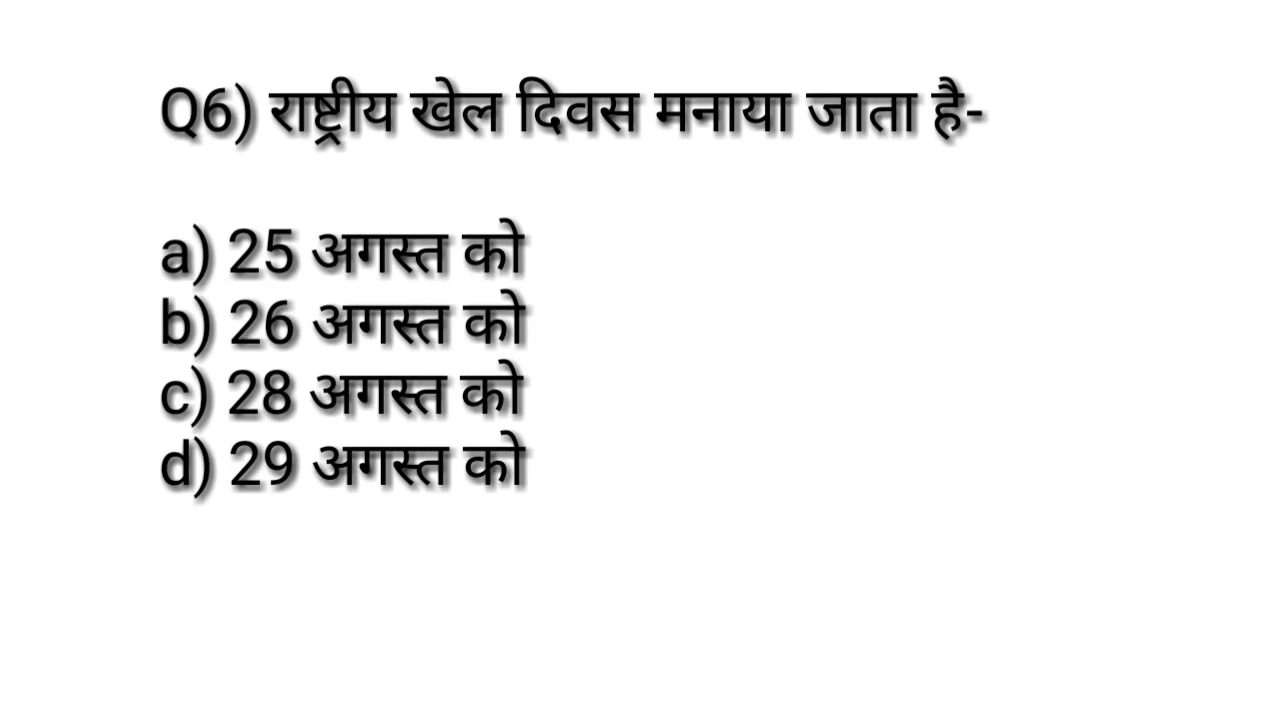 Q6) राष्ट्रीय खेल दिवस मनाया जाता है-
a) 25 अगस्त को
b) 26 अगस्त को
c) 28 अगस्त को
d) 29 अगस्त को